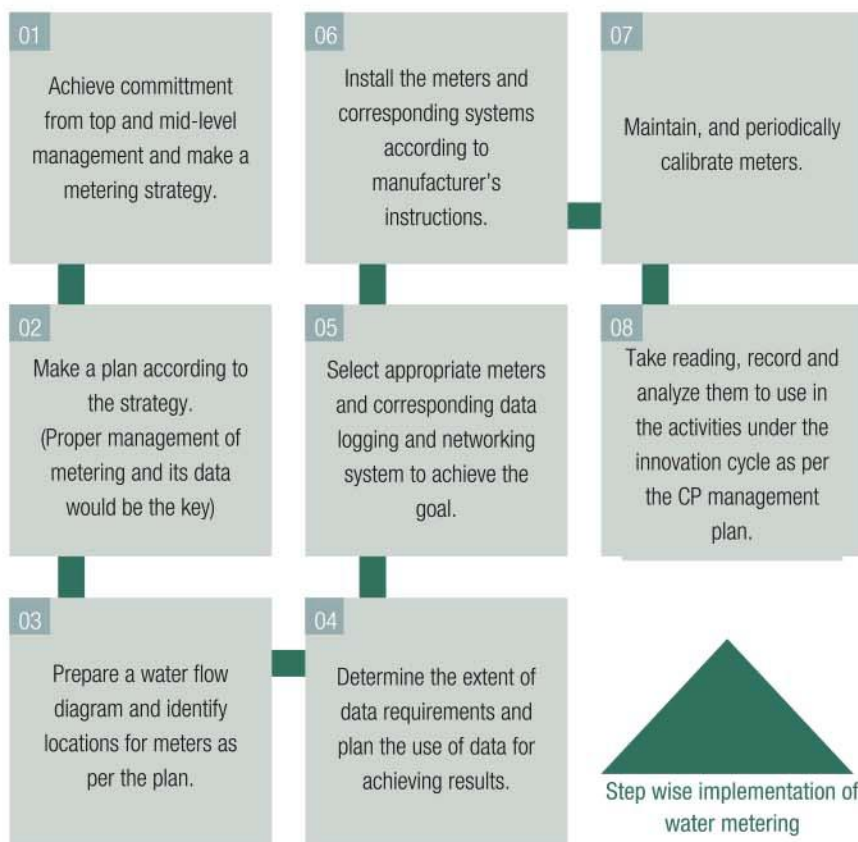 01
Achieve committment
from top and mid-level
management and make a
metering strategy.
02
Make a plan according to
the strategy.
(Proper management of
metering and its data
would be the key)
03
Prepare a water flow
diagram and identify
locations for meters as
per the plan.
04
Determine the extent of
data requirements and
plan the use of data for
achieving results.
05
Select appropriate meters
and corresponding data
logging and networking
system to achieve the
goal.
06
Install the meters and
corresponding systems
according to
manufacturer's
instructions.
07
Maintain, and periodically
calibrate meters.
08
Take reading, record and
analyze them to use in
the activities under the
innovation cycle as per
the CP management
plan.
Step wise implementation of
water metering